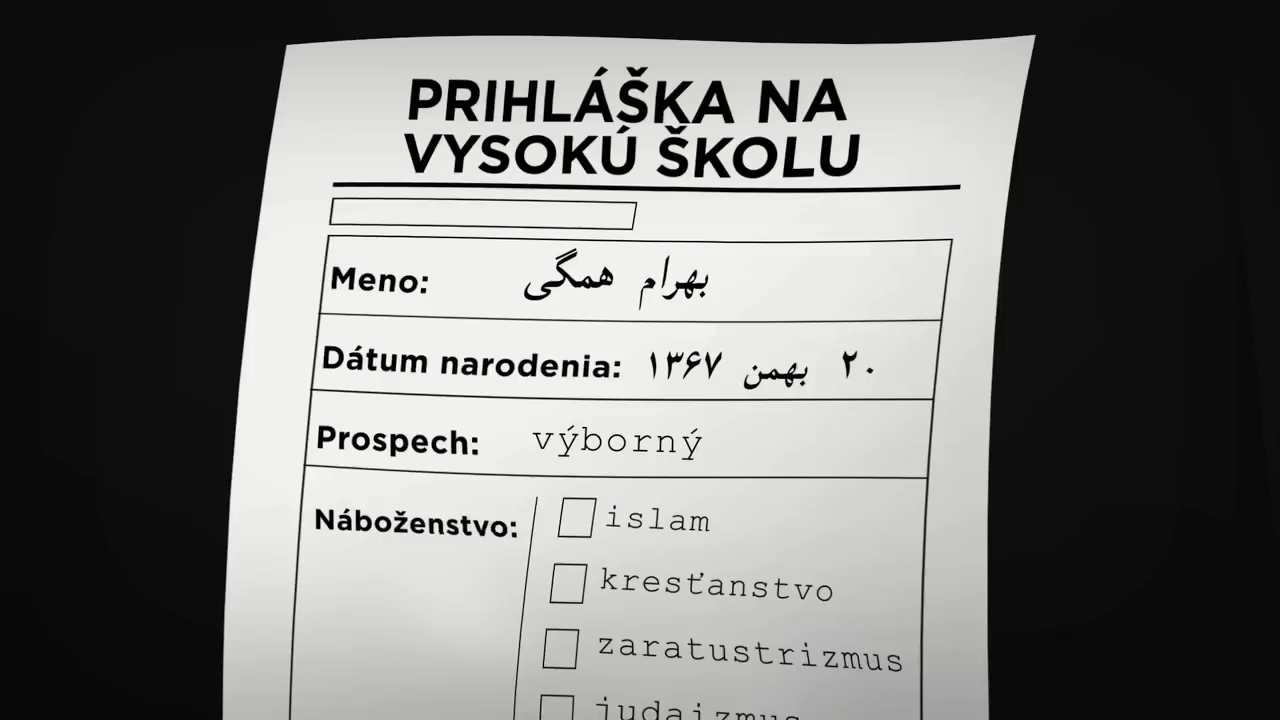 PRIHLÁŠKA NA
VYSOKÚ ŠKOLU
Meno: بهرام همگی
Dátum narodenia: ۲۰ بهمن ۱۳۶۷
Prospech: výborný
Náboženstvo: islam
kresťanstvo
zaratustrizmus
judaizmus